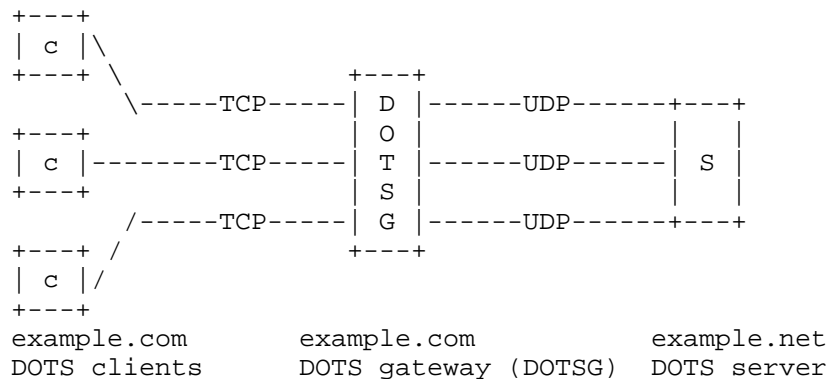 +---+
| c |\
+---+  \                +---+
        \-----TCP-----| D |------UDP------+---+
+---+                 | O |               |   |
| c |--------TCP-----| T |------UDP------| S |
+---+                 | S |               |   |
        /-----TCP-----| G |------UDP------+---+
+---+  /                +---+
| c |/
+---+
example.com       example.com             example.net
DOTS clients      DOTS gateway (DOTSG)  DOTS server